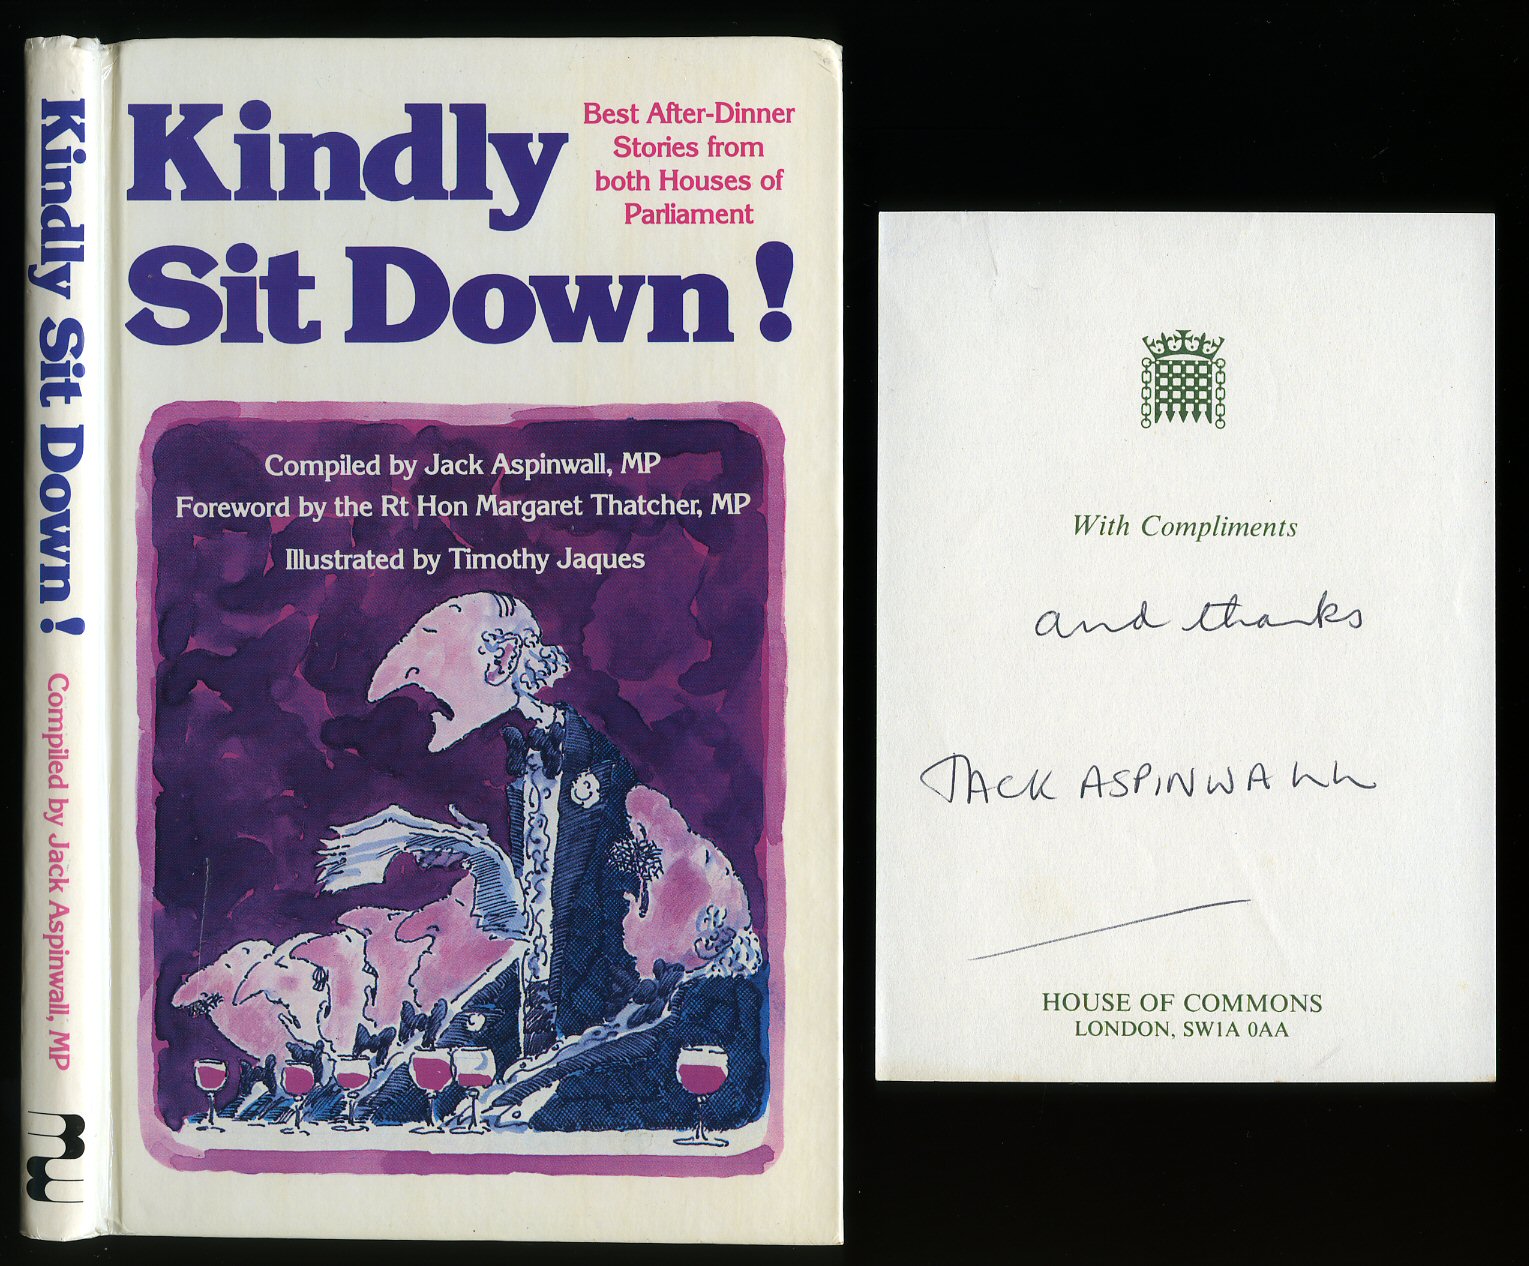 Kindly Sit Down!
Compiled by Jack Aspinwall, MP
Kindly
Sit Down!
Best After-Dinner
Stories from
both Houses of
Parliament
Compiled by Jack Aspinwall, MP
Foreword by the Rt Hon Margaret Thatcher, MP
Illustrated by Timothy Jaques
With Compliments
and thanks
JACK ASPINWALL
HOUSE OF COMMONS
LONDON, SW1A 0AA